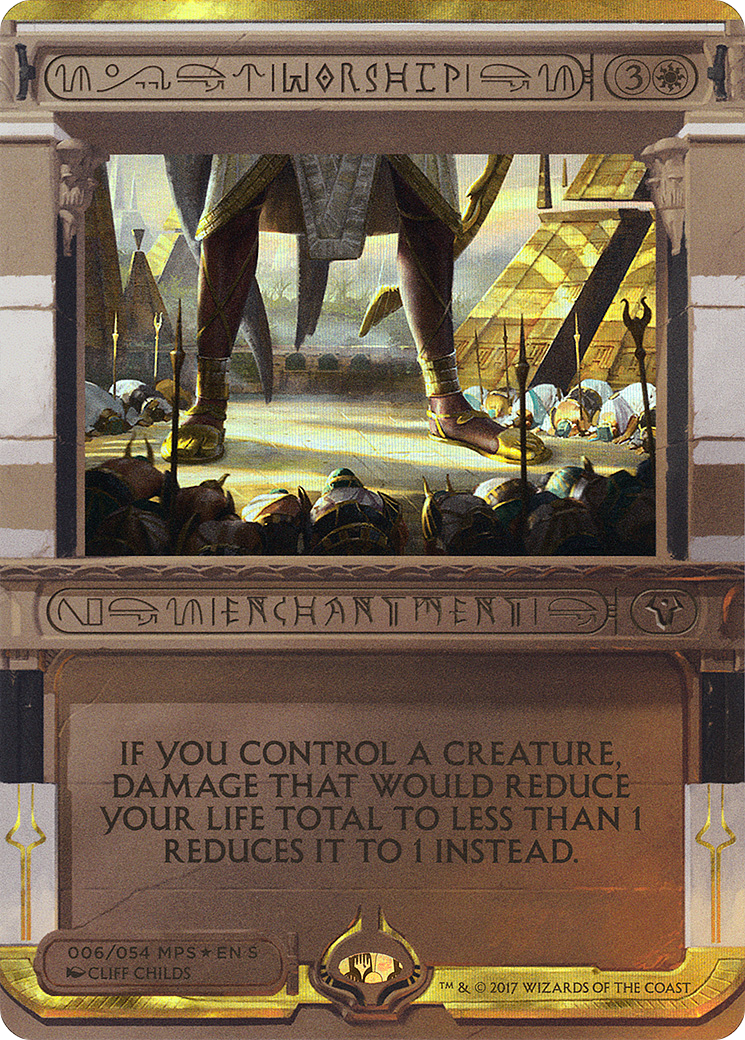 WORSHIP 3
ENCHANTMENT
IF YOU CONTROL A CREATURE,
DAMAGE THAT WOULD REDUCE
YOUR LIFE TOTAL TO LESS THAN 1
REDUCES IT TO 1 INSTEAD.
006/054 MPS★EN S
CLIFF CHILDS
™ & © 2017 WIZARDS OF THE COAST